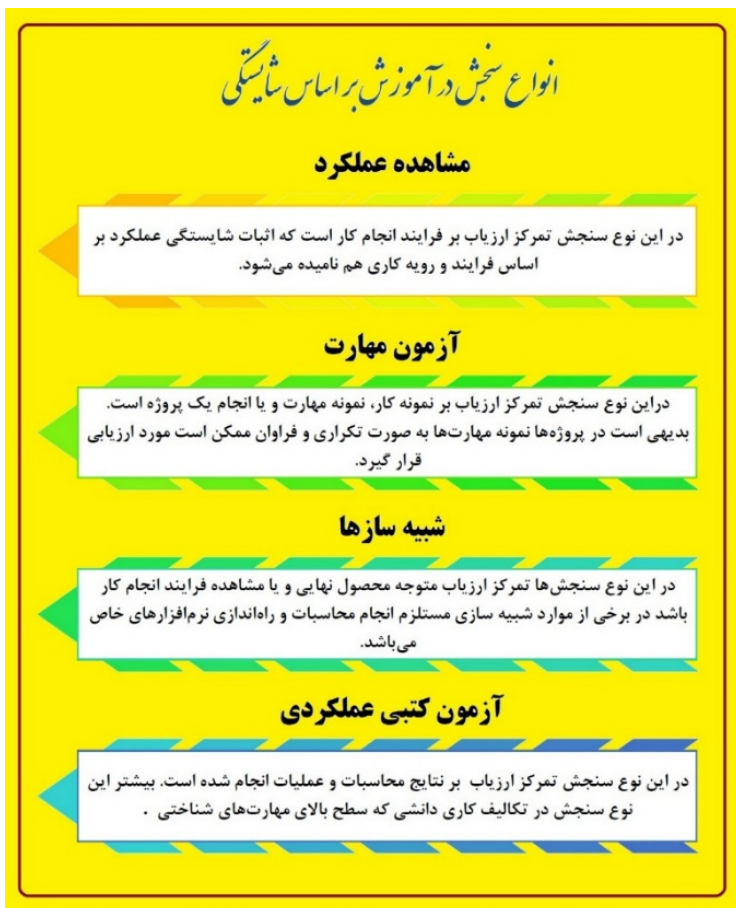 انواع سنجش در آموزش بر اساس شایستگی
مشاهده عملکرد
در این نوع سنجش تمرکز ارزیاب بر فرایند انجام کار است که اثبات شایستگی عملکرد بر
اساس فرایند و رویه کاری هم نامیده می‌شود.
آزمون مهارت
دراین نوع سنجش تمرکز ارزیاب بر نمونه کار، نمونه مهارت و یا انجام یک پروژه است.
بدیهی است در پروژه‌ها نمونه مهارت‌ها به صورت تکراری و فراوان ممکن است مورد ارزیابی
قرار گیرد.
شبیه سازها
در این نوع سنجش‌ها تمرکز ارزیاب متوجه محصول نهایی و یا مشاهده فرایند انجام کار
باشد در برخی از موارد شبیه سازی مستلزم انجام محاسبات و راه‌اندازی نرم‌افزارهای خاص
می‌باشد.
آزمون کتبی عملکردی
در این نوع سنجش تمرکز ارزیاب بر نتایج محاسبات و عملیات انجام شده است. بیشتر این
نوع سنجش در تکالیف کاری دانشی که سطح بالای مهارت‌های شناختی .